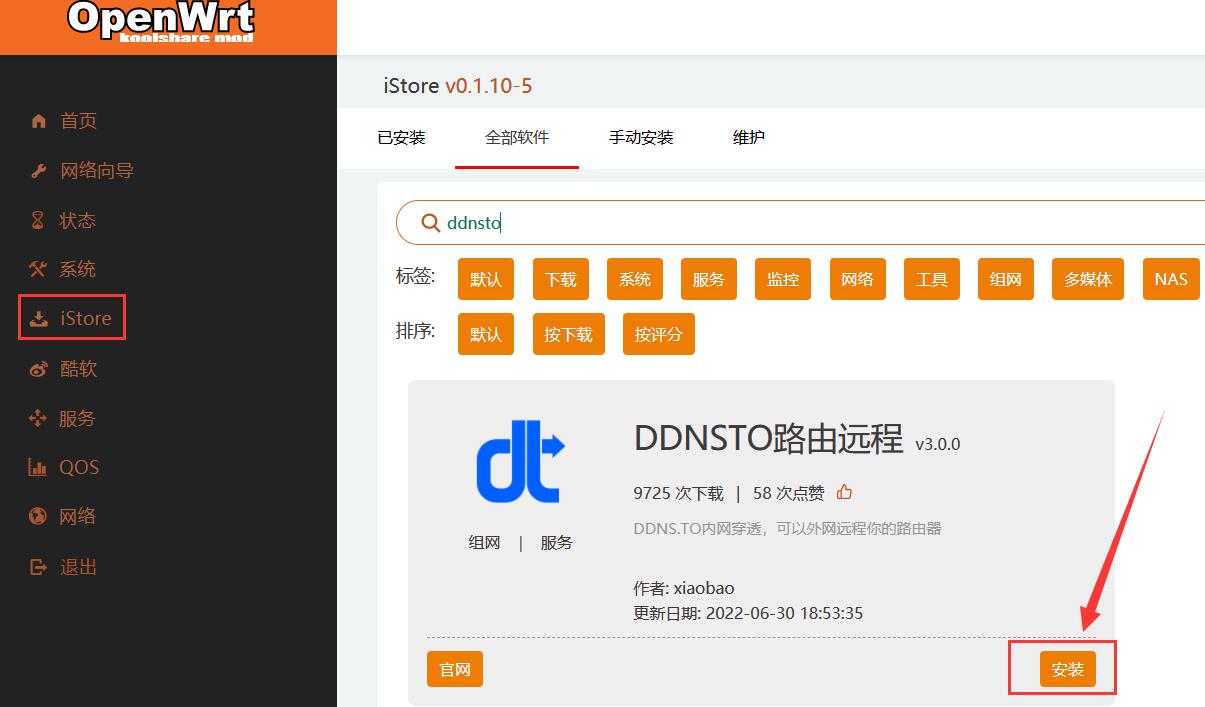 OpenWrt
koolshare mod
首页
网络向导
状态
系统
iStore
酷软
服务
QOS
网络
退出
iStore v0.1.10-5
已安装 全部软件 手动安装 维护
ddnsto
标签: 默认 下载 系统 服务 监控 网络 工具 组网 多媒体 NAS
排序: 默认 按下载 按评分
DDNSTO路由远程 v3.0.0
9725 次下载 | 58 次点赞
DDNS.TO内网穿透，可以外网远程你的路由器
组网 | 服务
作者: xiaobao
更新日期: 2022-06-30 18:53:35
官网 安装